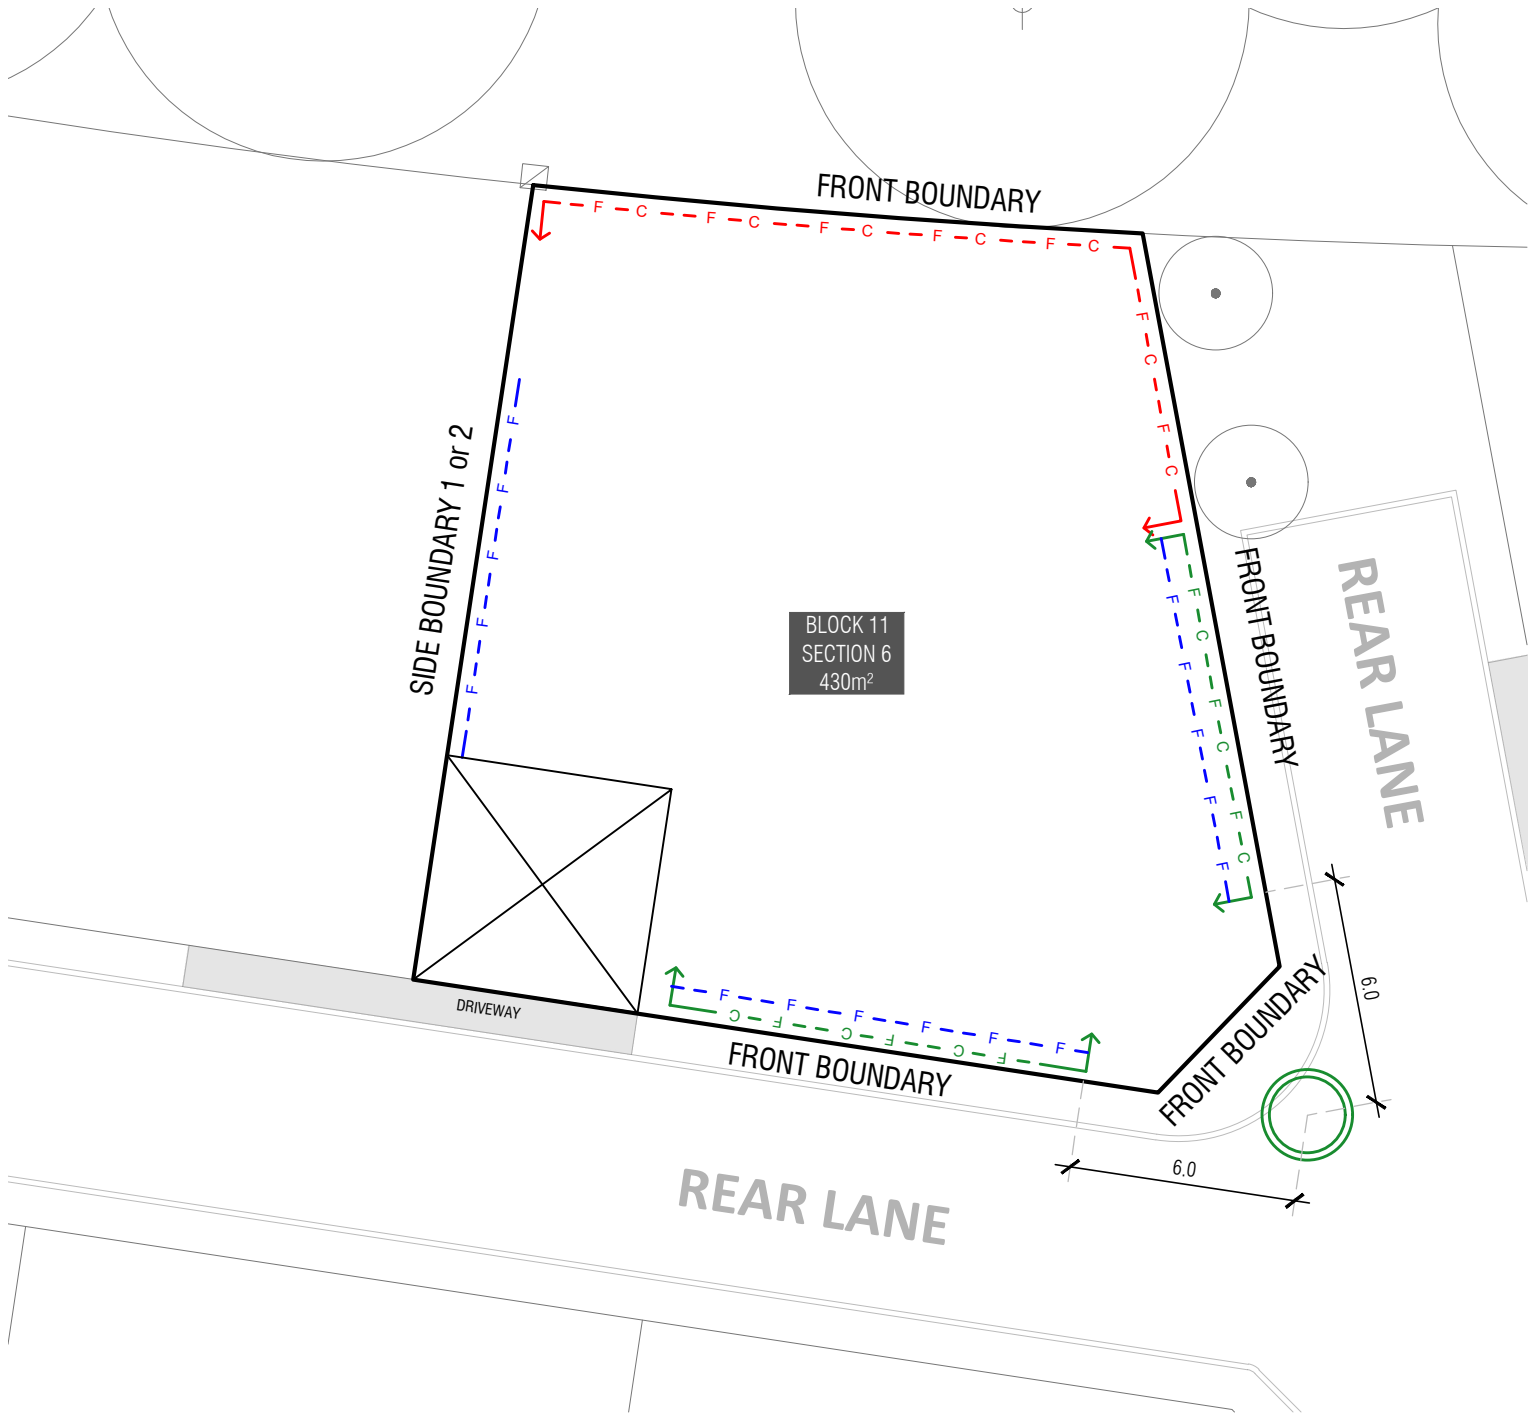 FRONT BOUNDARY
F C F C F C F C F C
F C F C
SIDE BOUNDARY 1 or 2
F F F F F
BLOCK 11
SECTION 6
430m²
FRONT BOUNDARY
REAR LANE
F C F C F C
F F F F F
6.0
FRONT BOUNDARY
DRIVEWAY
F F F F F F
C F C F C F
FRONT BOUNDARY
6.0
REAR LANE